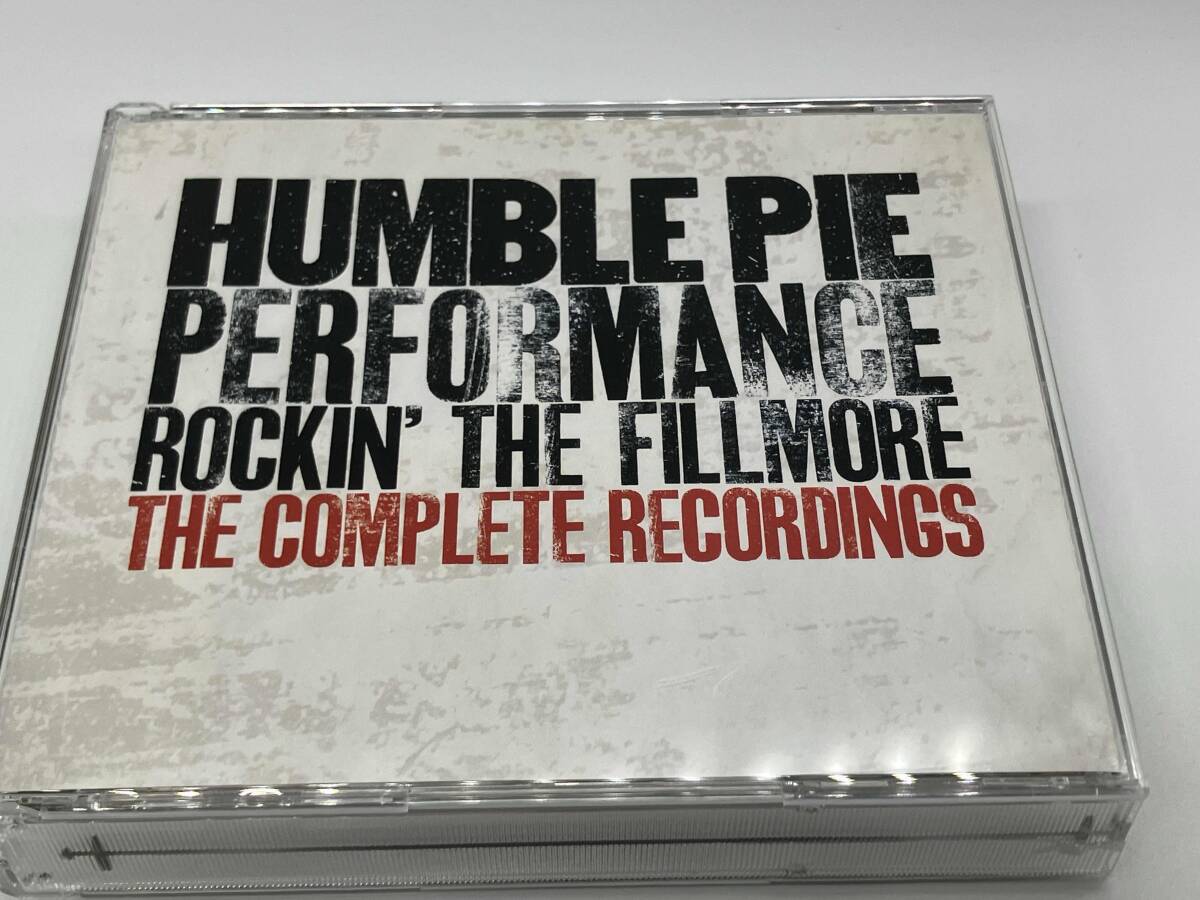 HUMBLE PIE
PERFORMANCE
ROCKIN' THE FILLMORE
THE COMPLETE RECORDINGS